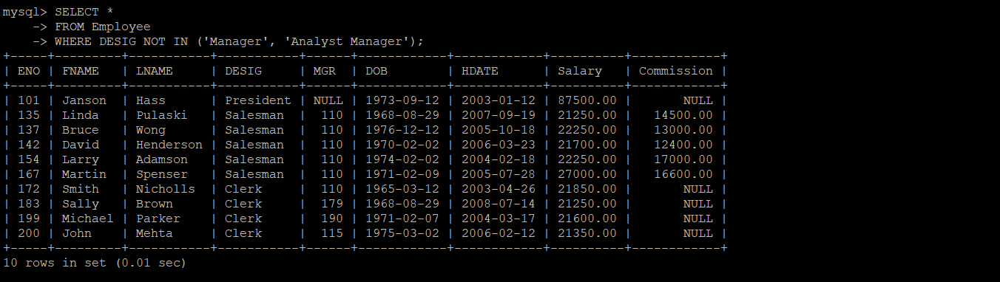 mysql> SELECT *
    -> FROM Employee
    -> WHERE DESIG NOT IN ('Manager', 'Analyst Manager');
+-----+---------+-----------+-----------+------+------------+------------+----------+------------+
| ENO | FNAME   | LNAME     | DESIG     | MGR  | DOB        | HDATE      | Salary   | Commission |
+-----+---------+-----------+-----------+------+------------+------------+----------+------------+
| 101 | Janson  | Hass      | President | NULL | 1973-09-12 | 2003-01-12 | 87500.00 |       NULL |
| 135 | Linda   | Pulaski   | Salesman  |  110 | 1968-08-29 | 2007-09-19 | 21250.00 |   14500.00 |
| 137 | Bruce   | Wong      | Salesman  |  110 | 1976-12-12 | 2005-10-18 | 22250.00 |   13000.00 |
| 142 | David   | Henderson | Salesman  |  110 | 1970-02-02 | 2006-03-23 | 21700.00 |   12400.00 |
| 154 | Larry   | Adamson   | Salesman  |  110 | 1974-02-02 | 2004-02-18 | 22250.00 |   17000.00 |
| 167 | Martin  | Spenser   | Salesman  |  110 | 1971-02-09 | 2005-07-28 | 27000.00 |   16600.00 |
| 172 | Smith   | Nicholls  | Clerk     |  110 | 1965-03-12 | 2003-04-26 | 21850.00 |       NULL |
| 183 | Sally   | Brown     | Clerk     |  179 | 1968-08-29 | 2008-07-14 | 21250.00 |       NULL |
| 199 | Michael | Parker    | Clerk     |  190 | 1971-02-07 | 2004-03-17 | 21600.00 |       NULL |
| 200 | John    | Mehta     | Clerk     |  115 | 1975-03-02 | 2006-02-12 | 21350.00 |       NULL |
+-----+---------+-----------+-----------+------+------------+------------+----------+------------+
10 rows in set (0.01 sec)